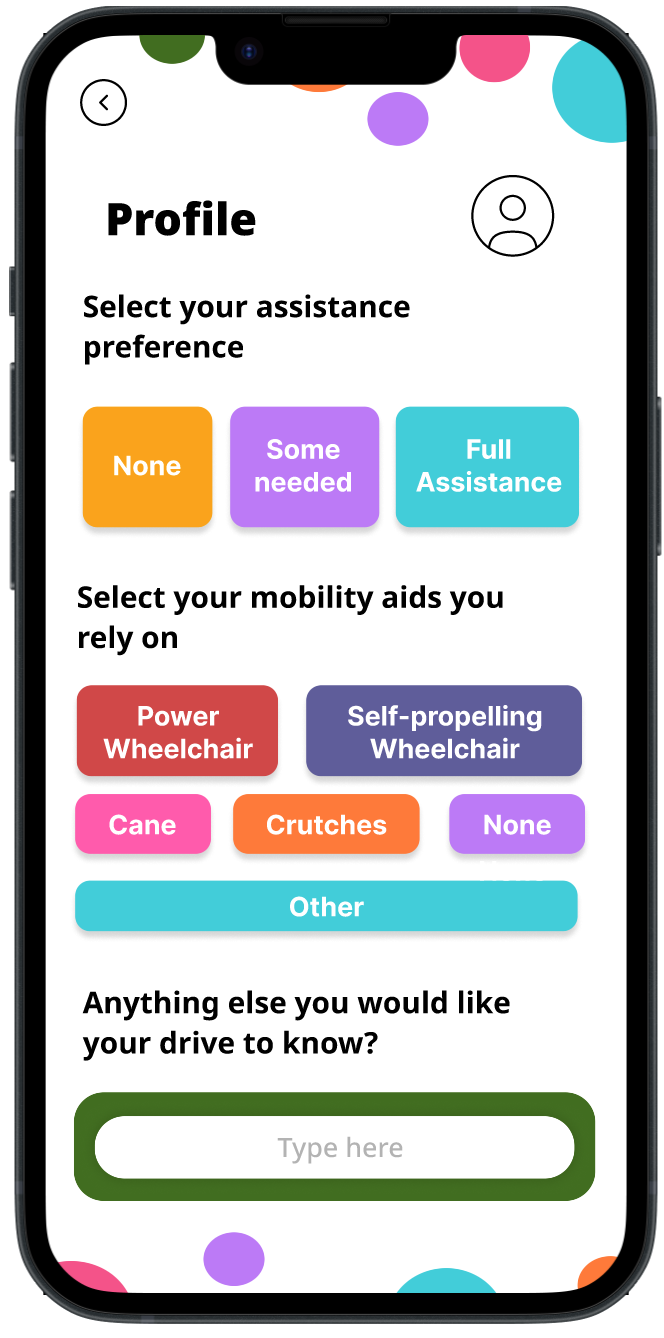 Profile
Select your assistance
preference
None
Some
needed
Full
Assistance
Select your mobility aids you
rely on
Power
Wheelchair
Self-propelling
Wheelchair
Cane
Crutches
None
Other
Anything else you would like
your drive to know?
Type here